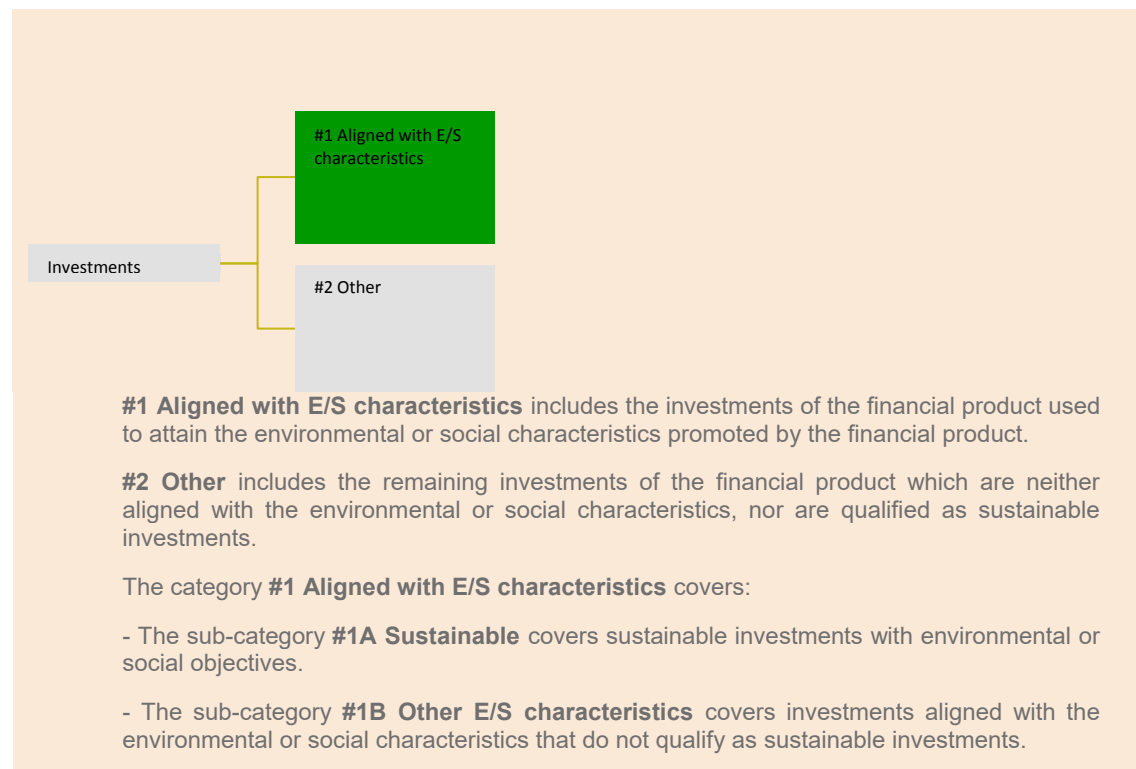 #1 Aligned with E/S
characteristics
Investments
#2 Other
#1 Aligned with E/S characteristics includes the investments of the financial product used
to attain the environmental or social characteristics promoted by the financial product.
#2 Other includes the remaining investments of the financial product which are neither
aligned with the environmental or social characteristics, nor are qualified as sustainable
investments.
The category #1 Aligned with E/S characteristics covers:
- The sub-category #1A Sustainable covers sustainable investments with environmental or
social objectives.
- The sub-category #1B Other E/S characteristics covers investments aligned with the
environmental or social characteristics that do not qualify as sustainable investments.